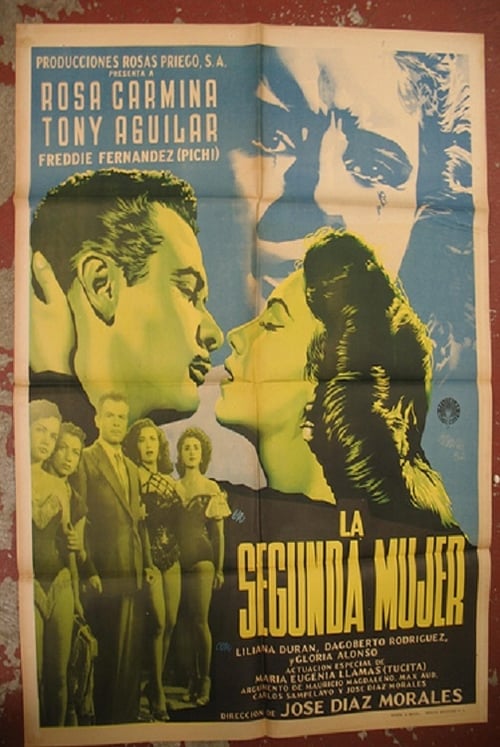 PRODUCCIONES ROSAS PRIEGO, S.A.
PRESENTA A
ROSA CARMINA
TONY AGUILAR
FREDDIE FERNANDEZ (PICHI)
EN
LA
SEGUNDA MUJER
CON
LILIANA DURAN, DAGOBERTO RODRIGUEZ,
Y GLORIA ALONSO
ACTUACION ESPECIAL DE
MARIA EUGENIA LLAMAS (TUCITA)
ARGUMENTO DE MAURICIO MAGDALENO, MAX AUB,
CARLOS SAMPELAYO Y JOSE DIAZ MORALES
DIRECCION DE JOSE DIAZ MORALES